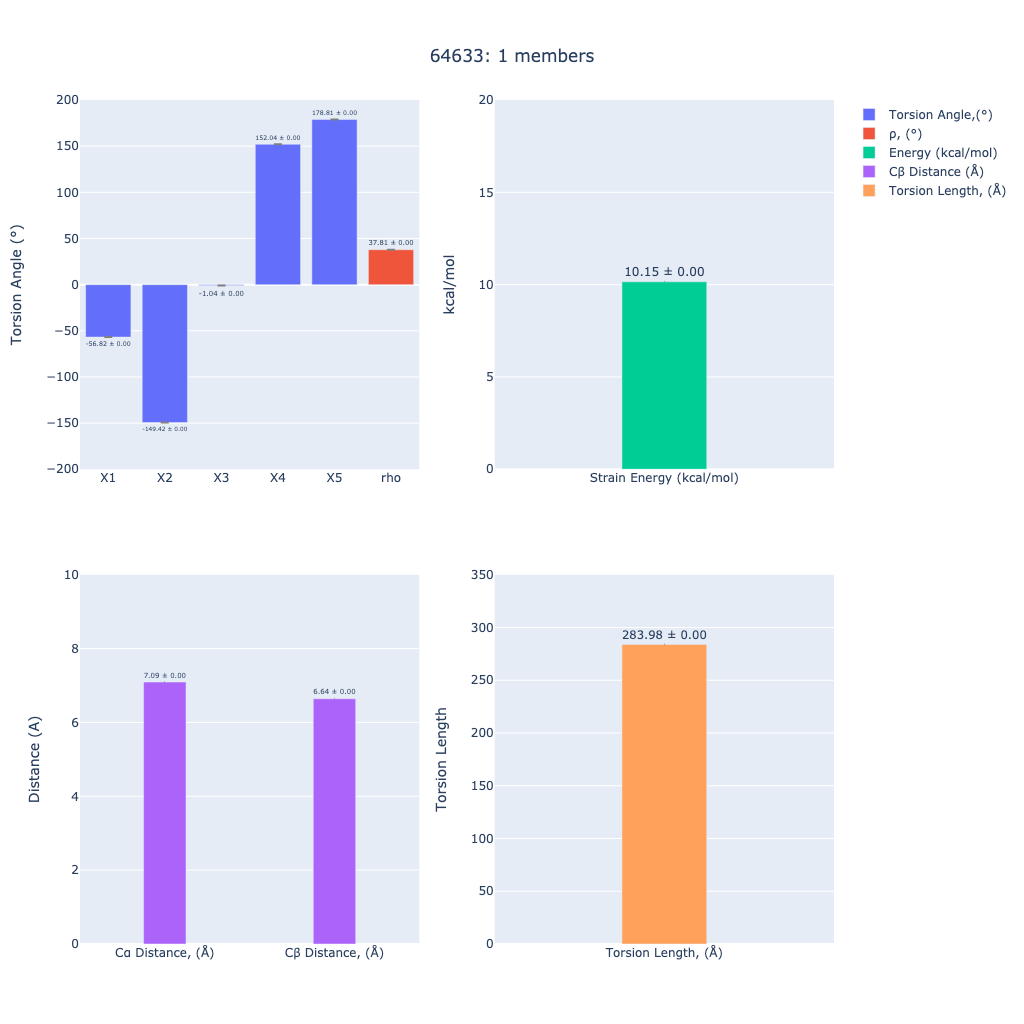 64633: 1 members
Torsion Angle (°)
200
150
100
50
0
−50
−100
−150
−200
-56.82 ± 0.00
-149.42 ± 0.00
-1.04 ± 0.00
152.04 ± 0.00
178.81 ± 0.00
37.81 ± 0.00
X1 X2 X3 X4 X5 rho
kcal/mol
20
15
10
5
0
10.15 ± 0.00
Strain Energy (kcal/mol)
Torsion Angle,(°)
ρ, (°)
Energy (kcal/mol)
Cβ Distance (Å)
Torsion Length, (Å)
Distance (A)
10
8
6
4
2
0
7.09 ± 0.00
6.64 ± 0.00
Cα Distance, (Å) Cβ Distance, (Å)
Torsion Length
350
300
250
200
150
100
50
0
283.98 ± 0.00
Torsion Length, (Å)